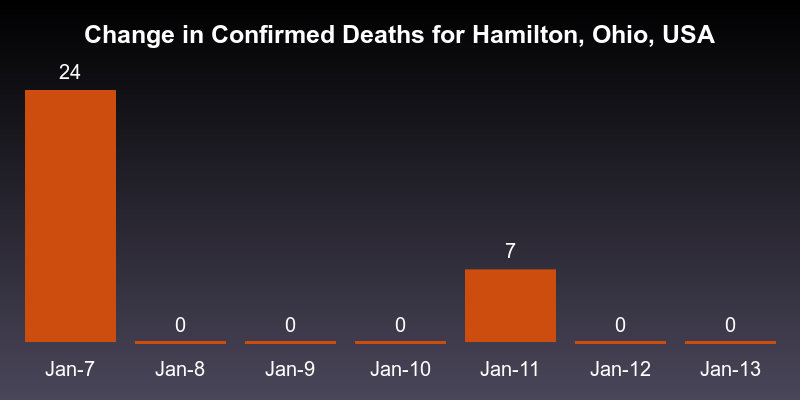 Change in Confirmed Deaths for Hamilton, Ohio, USA
24
0
0
0
7
0
0
Jan-7
Jan-8
Jan-9
Jan-10
Jan-11
Jan-12
Jan-13